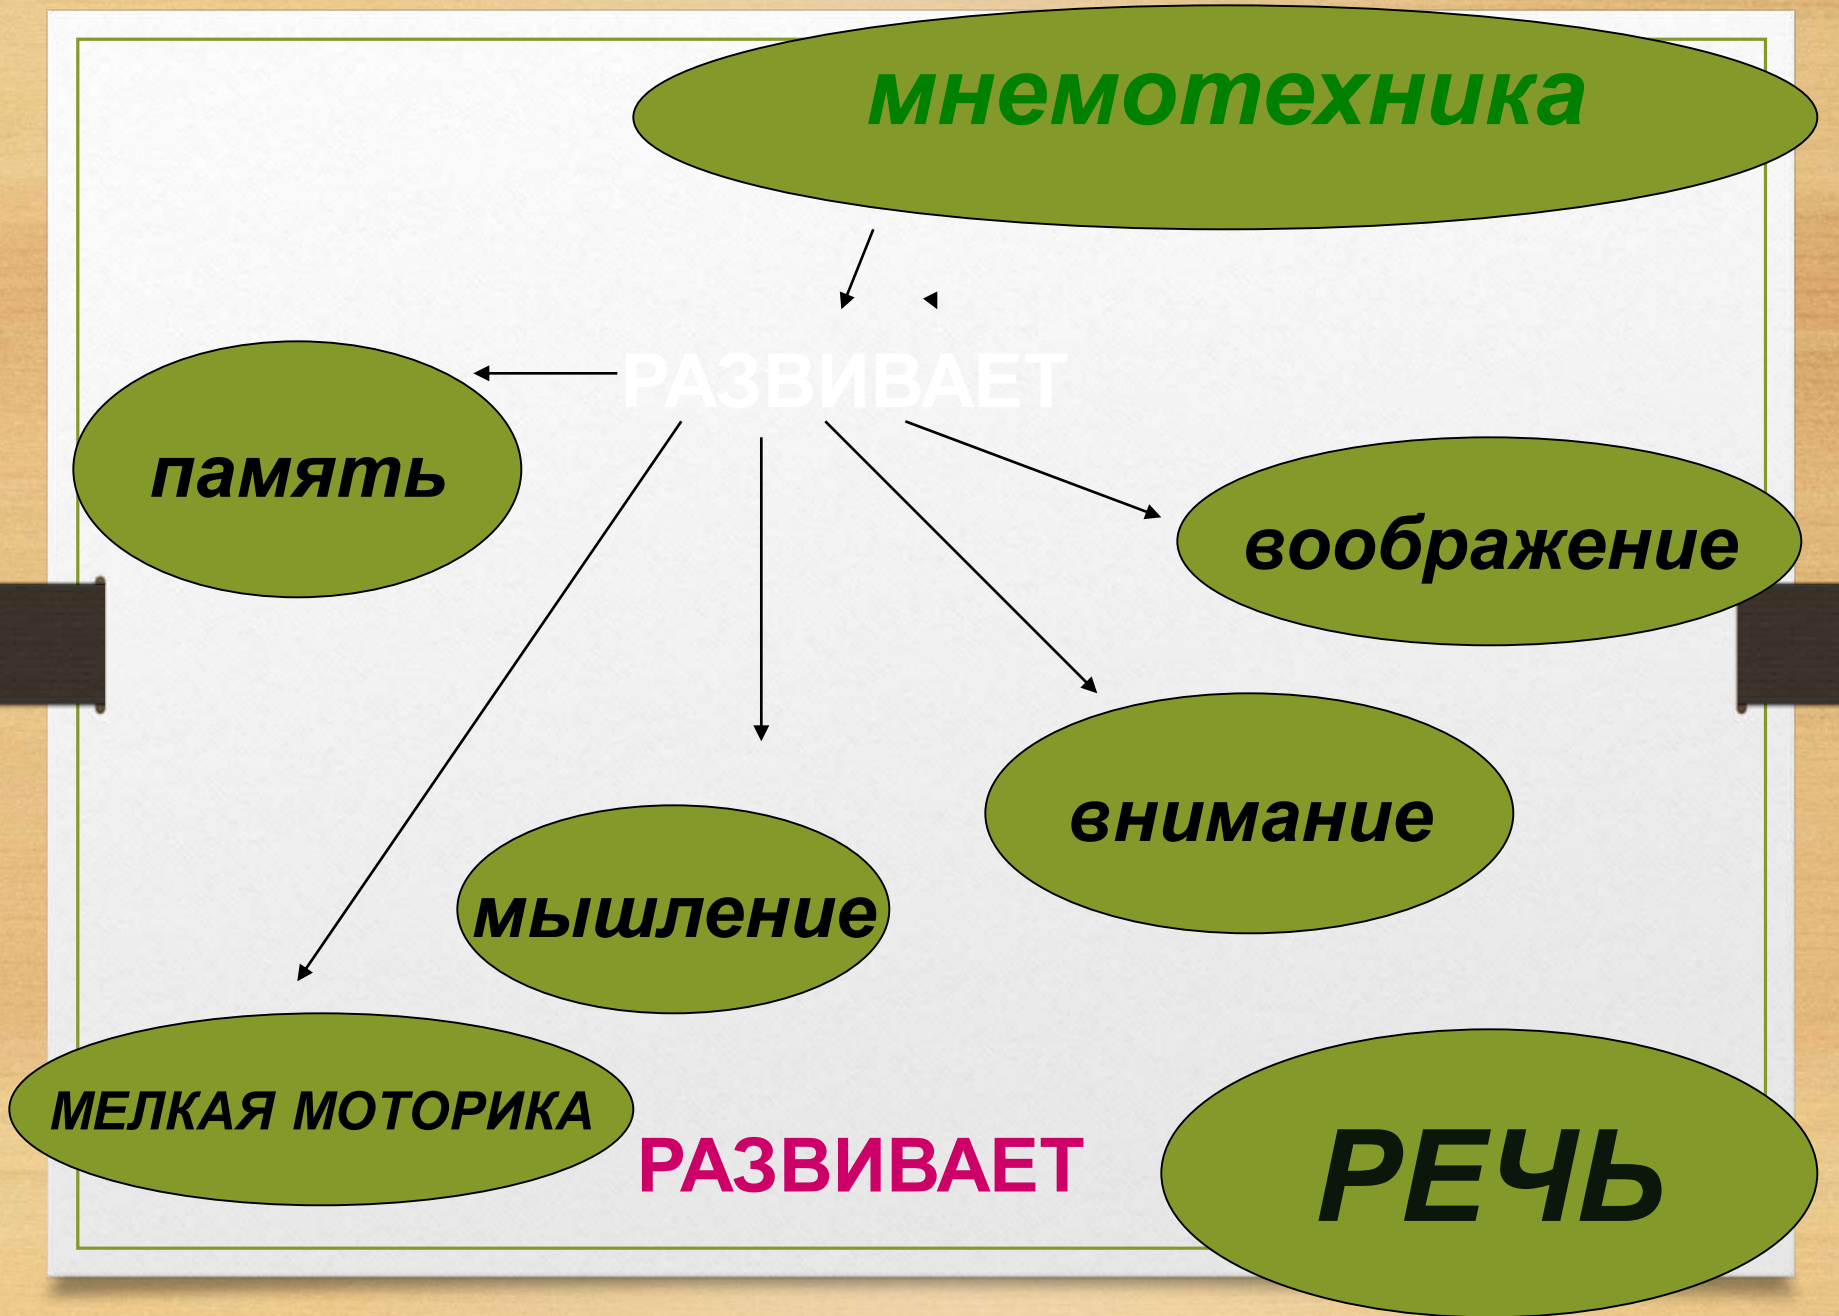 мнемотехника
РАЗВИВАЕТ
память
воображение
внимание
мышление
МЕЛКАЯ МОТОРИКА
РАЗВИВАЕТ
РЕЧЬ